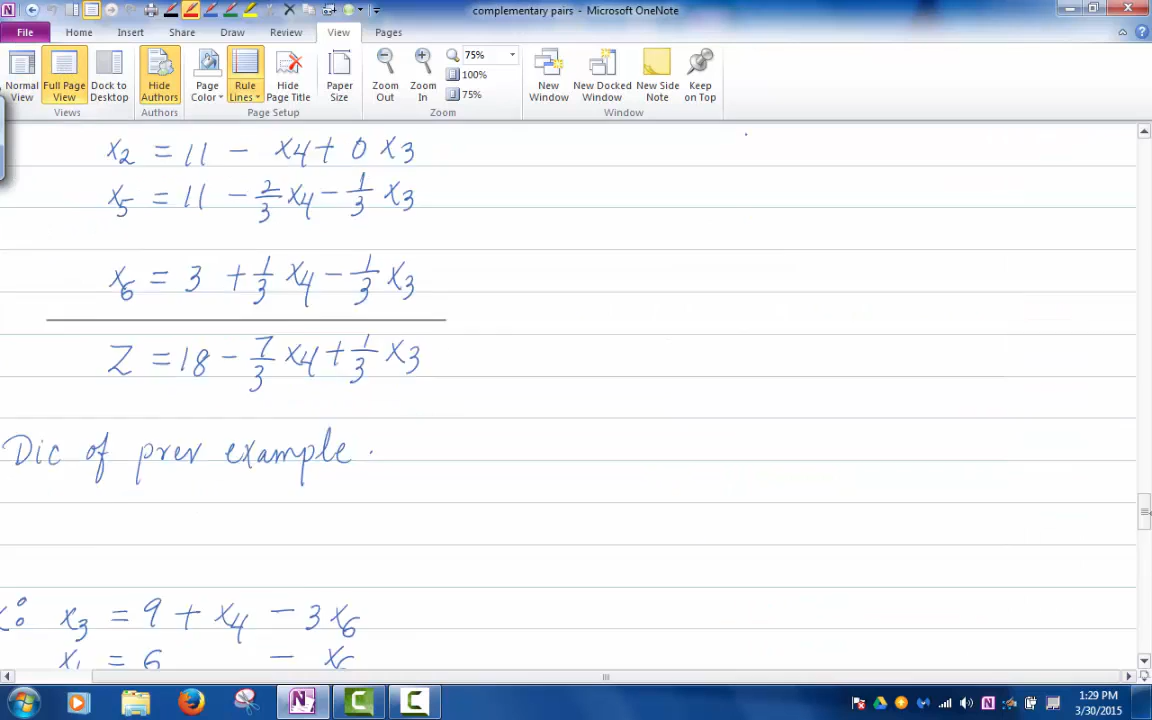 complementary pairs - Microsoft OneNote
File Home Insert Share Draw Review View Pages
Normal View Full Page View Dock to Desktop Hide Authors Page Color Rule Lines Hide Page Title Paper Size Zoom Out Zoom In 75% 100% 75% New Window New Docked Window New Side Note Keep on Top
Views Authors Page Setup Zoom Window
x2 = 11 - x4 + 0 x3
x5 = 11 - 2/3 x4 - 1/3 x3
x6 = 3 + 1/3 x4 - 1/3 x3
Z = 18 - 7/3 x4 + 1/3 x3
Dic of prev example.
x3 = 9 + x4 - 3x6
x1 = 6 - x6
1:29 PM
3/30/2015